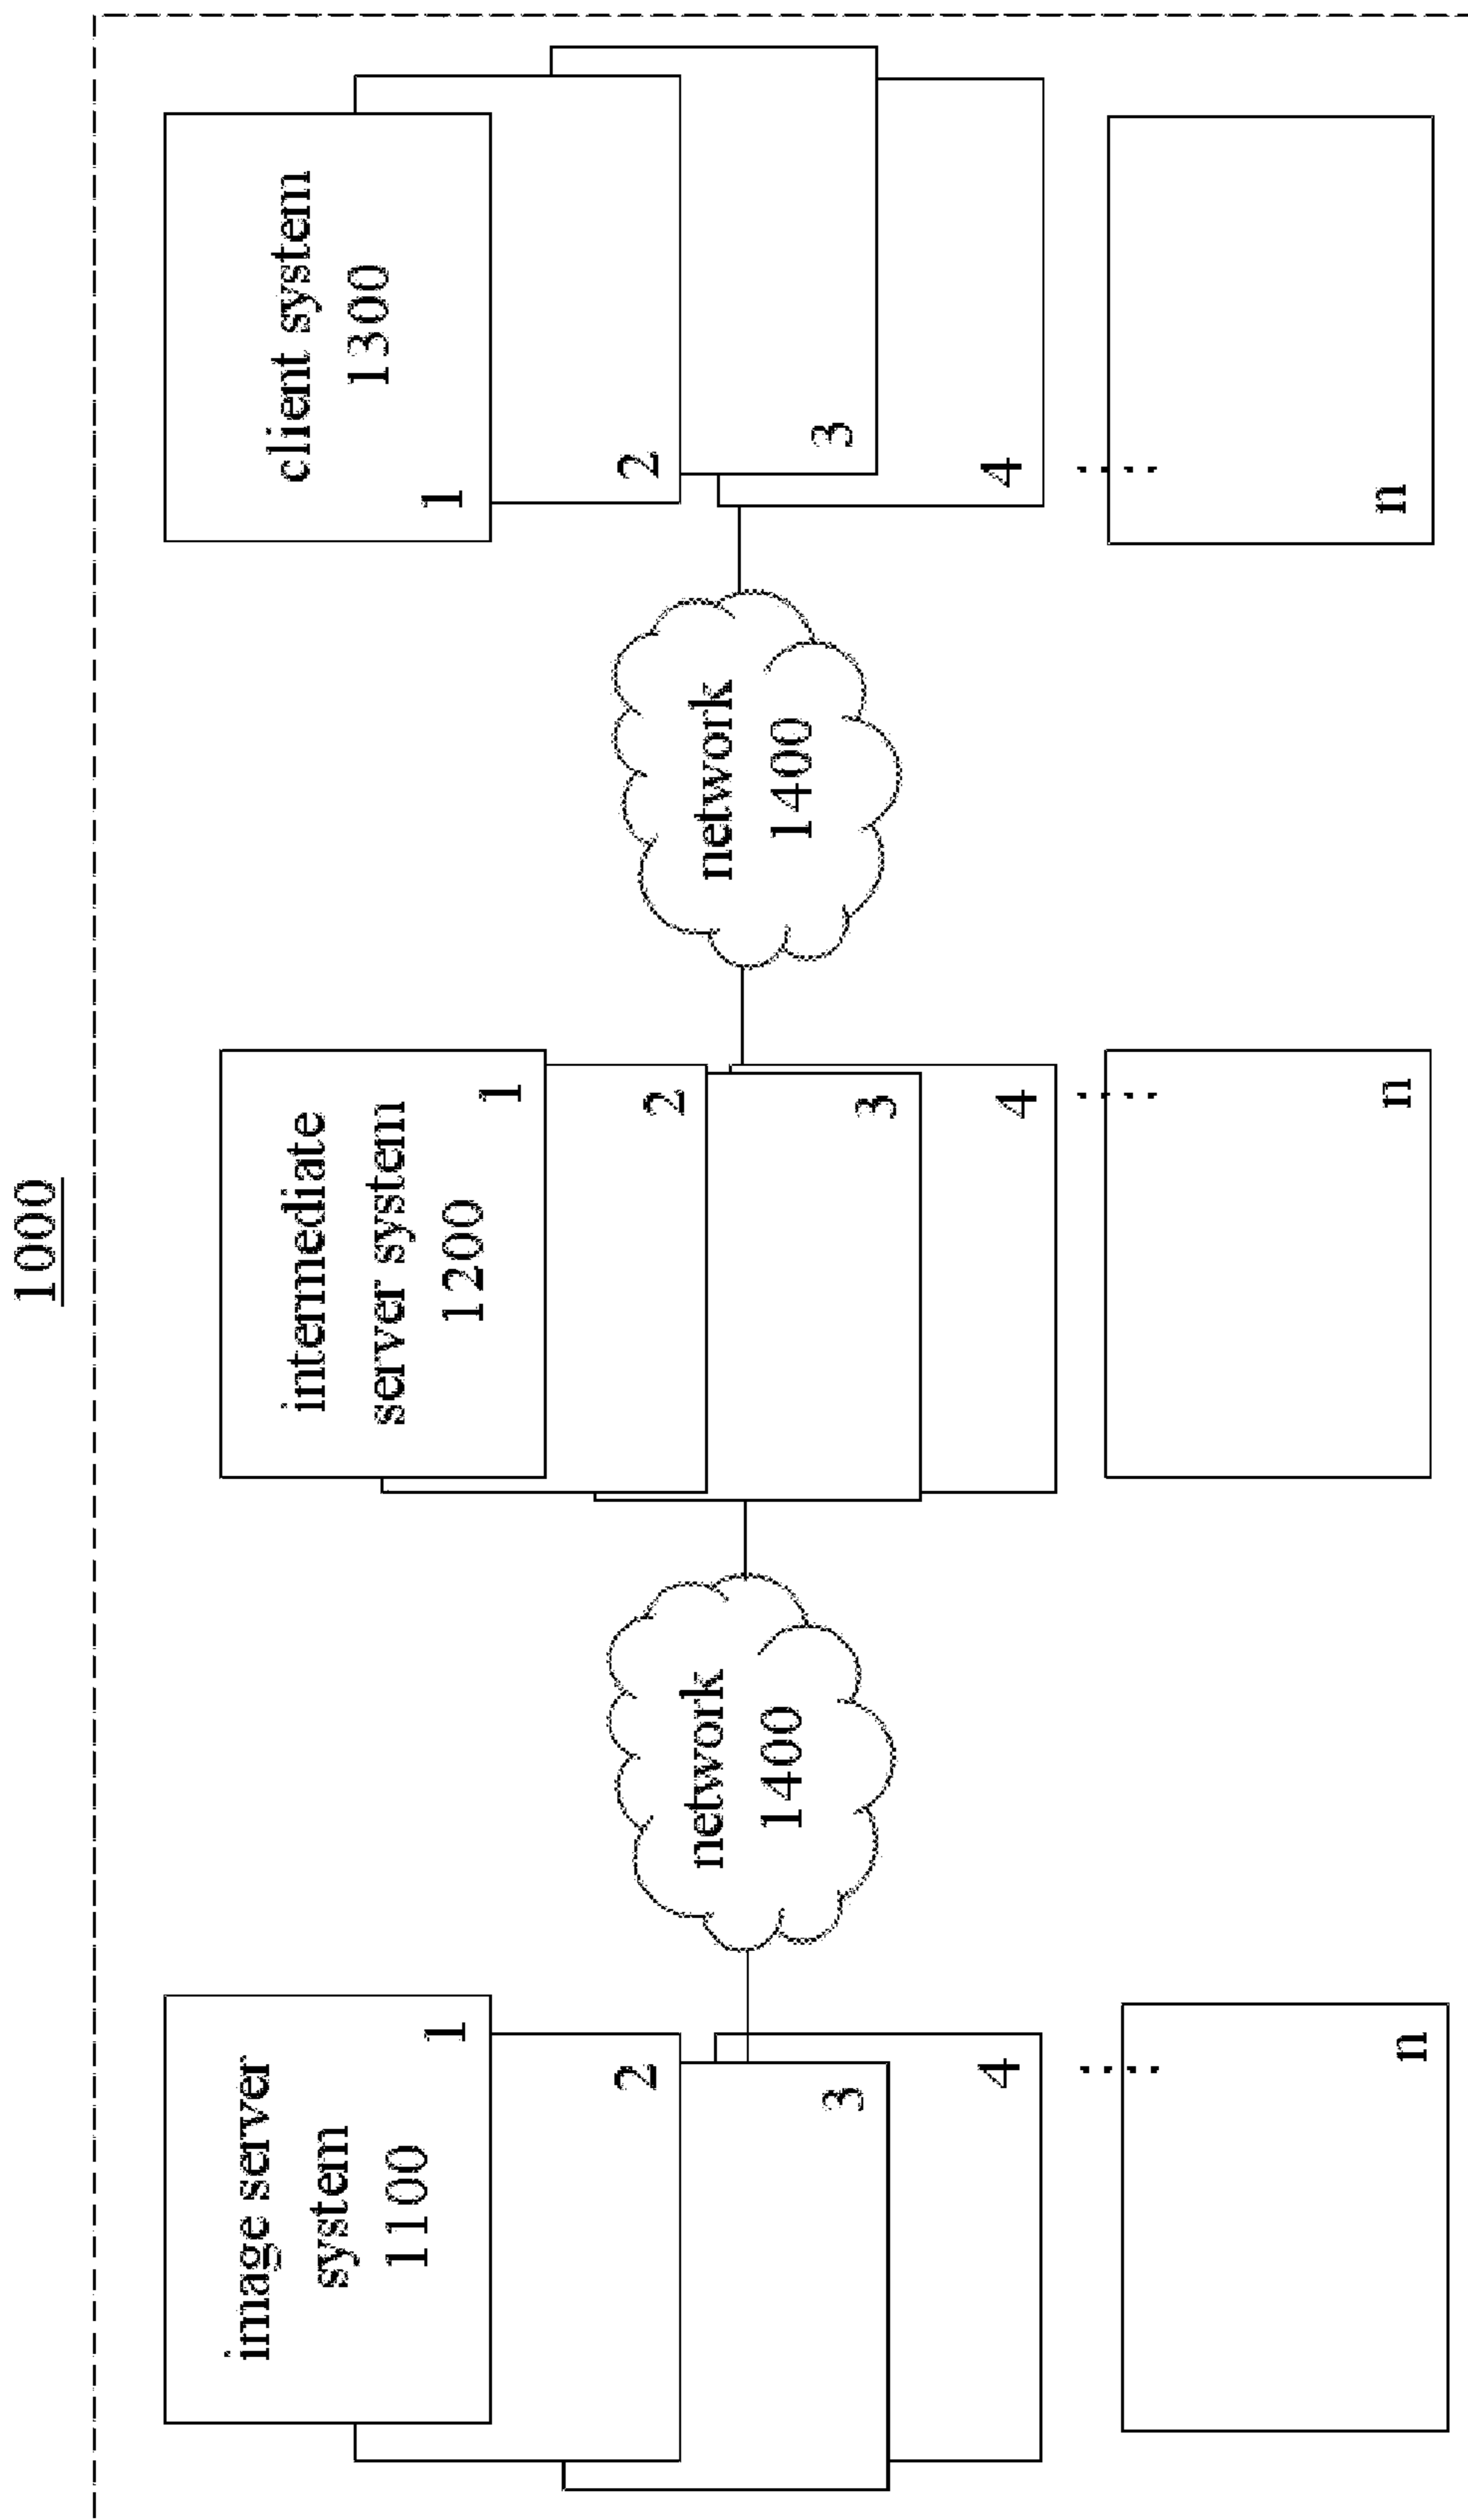 1000
image server
system
1100
1
2
3
4
n
network
1400
intermediate
server system
1200
1
2
3
4
n
network
1400
client system
1300
1
2
3
4
n